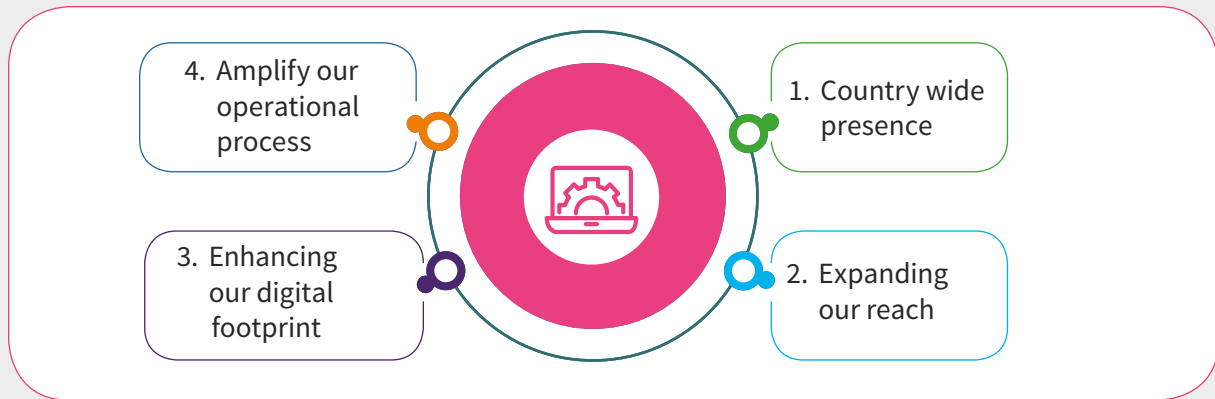 1. Country wide
presence
2. Expanding
our reach
3. Enhancing
our digital
footprint
4. Amplify our
operational
process